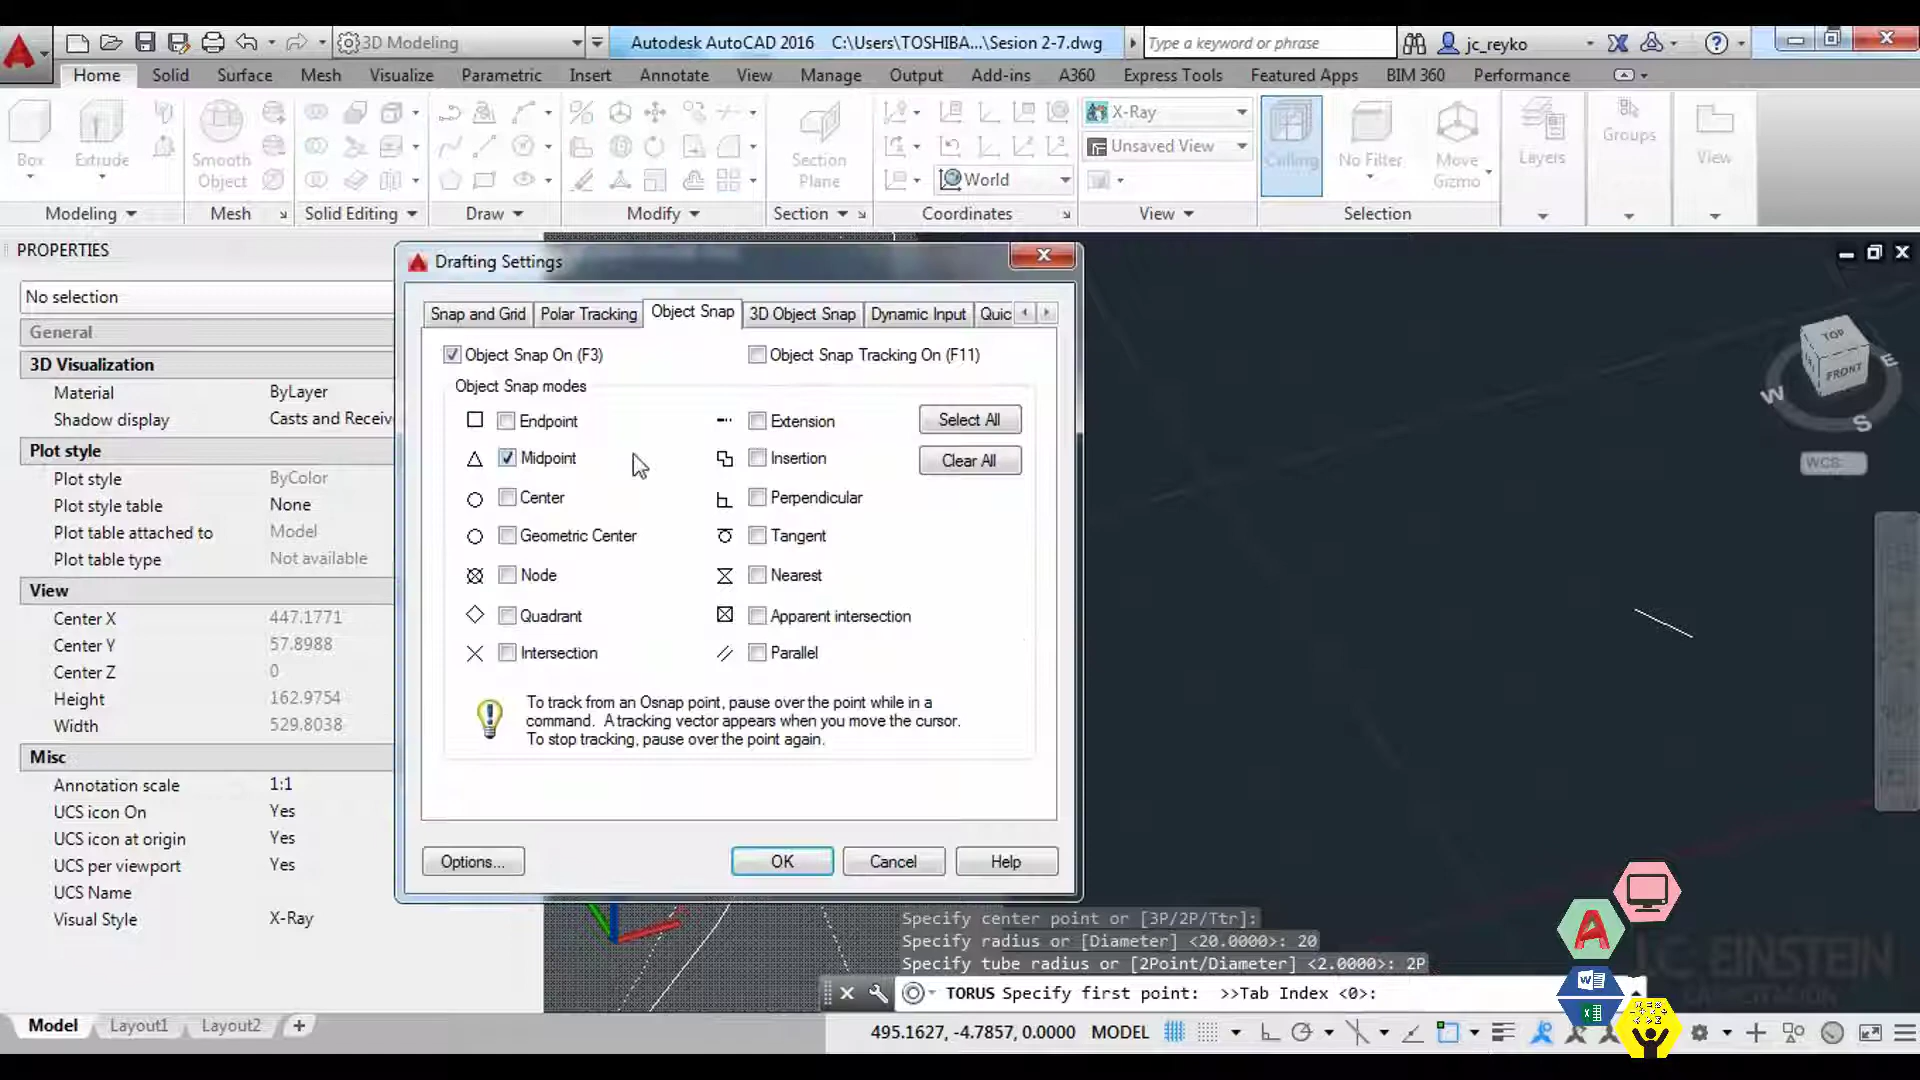 3D Modeling
Autodesk AutoCAD 2016 C:\Users\TOSHIBA...\Sesion 2-7.dwg
Type a keyword or phrase
jc_reyko
Home Solid Surface Mesh Visualize Parametric Insert Annotate View Manage Output Add-ins A360 Express Tools Featured Apps BIM 360 Performance
X-Ray
Unsaved View
World
Box
Extrude
Smooth Object
Section Plane
Culling
No Filter
Move Gizmo
Layers
Groups
View
Modeling Mesh Solid Editing Draw Modify Section Coordinates View Selection
PROPERTIES
No selection
General
3D Visualization
Material ByLayer
Shadow display Casts and Receiv
Plot style
Plot style ByColor
Plot style table None
Plot table attached to Model
Plot table type Not available
View
Center X 447.1771
Center Y 57.8988
Center Z 0
Height 162.9754
Width 529.8038
Misc
Annotation scale 1:1
UCS icon On Yes
UCS icon at origin Yes
UCS per viewport Yes
UCS Name
Visual Style X-Ray
Drafting Settings
Snap and Grid Polar Tracking Object Snap 3D Object Snap Dynamic Input Quic
Object Snap On (F3) Object Snap Tracking On (F11)
Object Snap modes
Endpoint Extension Select All
Midpoint Insertion Clear All
Center Perpendicular
Geometric Center Tangent
Node Nearest
Quadrant Apparent intersection
Intersection Parallel
To track from an Osnap point, pause over the point while in a
command. A tracking vector appears when you move the cursor.
To stop tracking, pause over the point again.
Options... OK Cancel Help
TOP
FRONT
W
E
S
WCS
Specify center point or [3P/2P/Ttr]:
Specify radius or [Diameter] <20.0000>: 20
Specify tube radius or [2Point/Diameter] <2.0000>: 2P
TORUS Specify first point: >>Tab Index <0>:
J.C. EINSTEIN
Model Layout1 Layout2
495.1627, -4.7857, 0.0000 MODEL